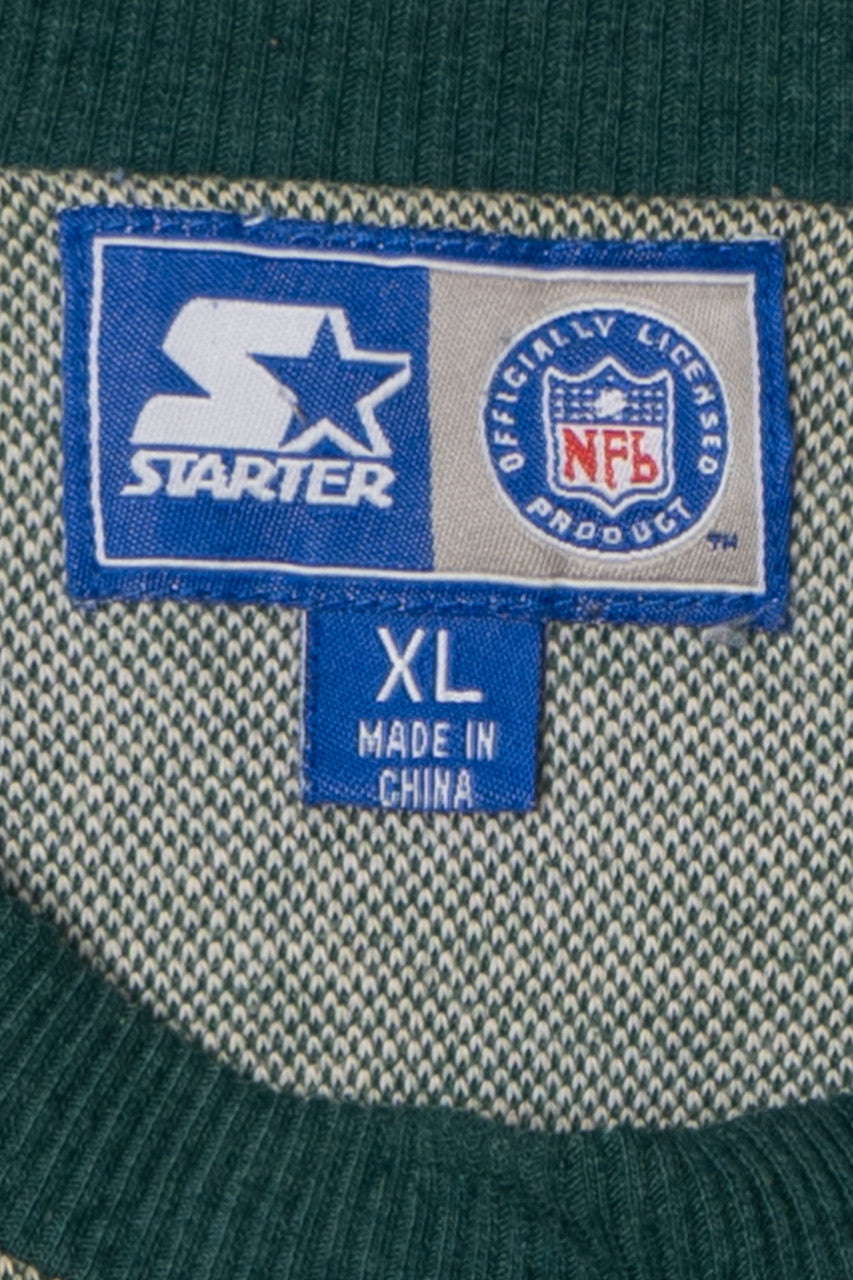 STARTER
OFFICIALLY LICENSED
NFL
PRODUCT
TM
XL
MADE IN
CHINA